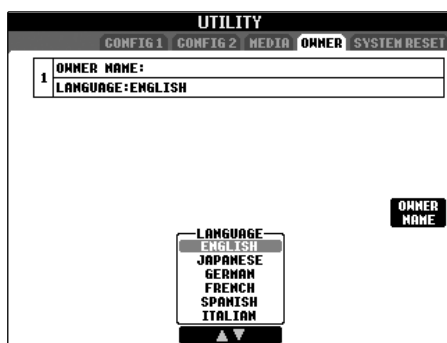 UTILITY
CONFIG 1 CONFIG 2 MEDIA OWNER SYSTEM RESET
1
OWNER NAME:
LANGUAGE:ENGLISH
OWNER
NAME
LANGUAGE
ENGLISH
JAPANESE
GERMAN
FRENCH
SPANISH
ITALIAN